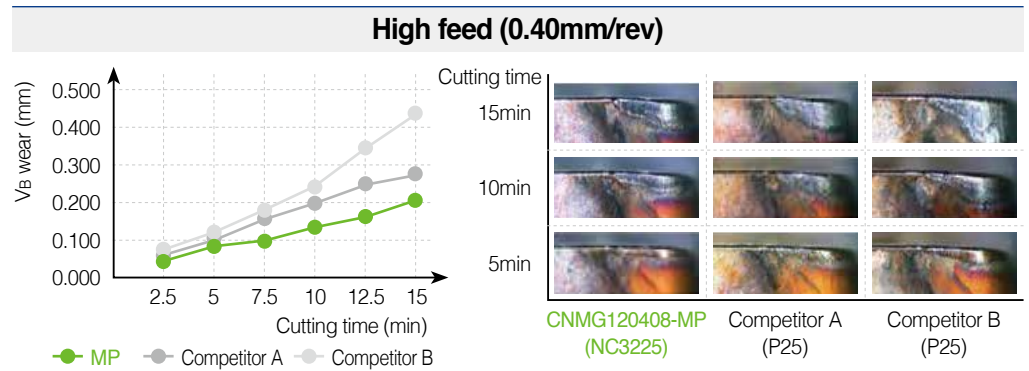 High feed (0.40mm/rev)
VB wear (mm)
0.500
0.400
0.300
0.200
0.100
0.000
2.5 5 7.5 10 12.5 15
Cutting time (min)
MP Competitor A Competitor B
Cutting time
15min
10min
5min
CNMG120408-MP
(NC3225)
Competitor A
(P25)
Competitor B
(P25)